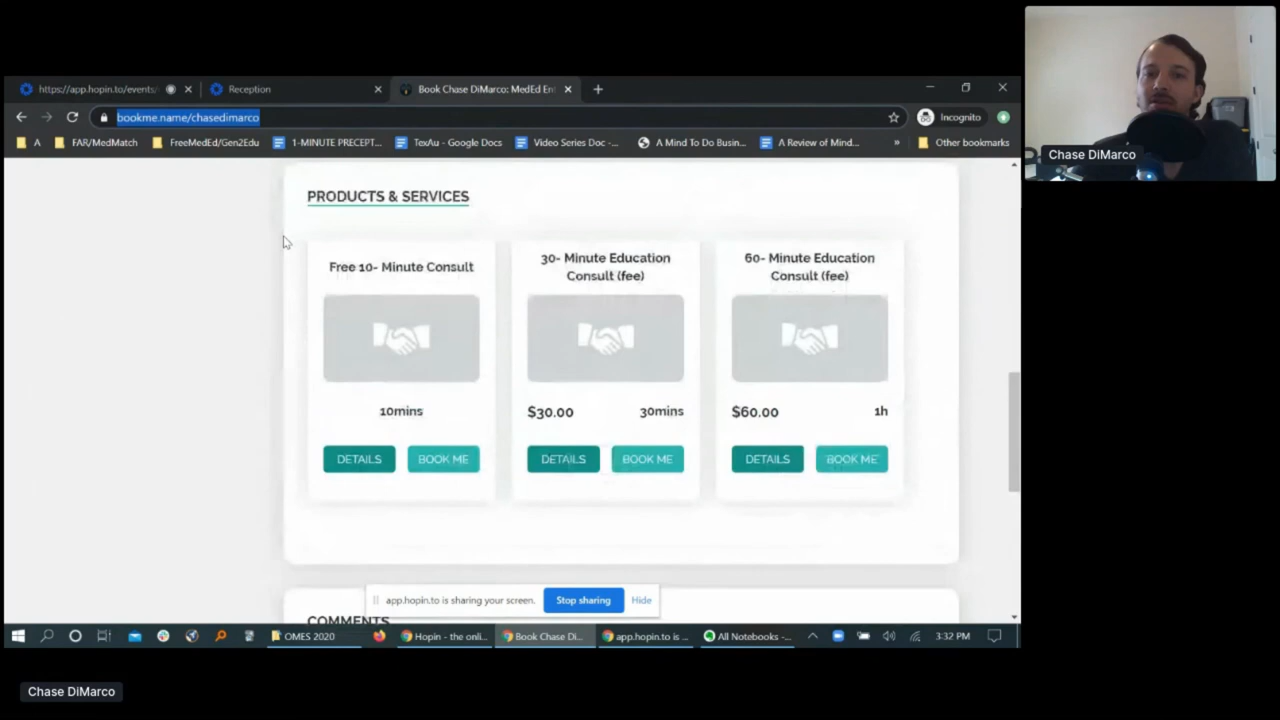 https://app.hopin.to/events/
Reception
Book Chase DiMarco: MedEd En
bookme.name/chasedimarco
Incognito
A
FAR/MedMatch
FreeMedEd/Gen2Edu
1-MINUTE PRECEPT...
TexAu - Google Docs
Video Series Doc -...
A Mind To Do Busin...
A Review of Mind...
»
Other bookmarks
Chase DiMarco
PRODUCTS & SERVICES
Free 10- Minute Consult
10mins
DETAILS
BOOK ME
30- Minute Education
Consult (fee)
$30.00
30mins
DETAILS
BOOK ME
60- Minute Education
Consult (fee)
$60.00
1h
DETAILS
BOOK ME
app.hopin.to is sharing your screen.
Stop sharing
Hide
COMMENTS
OMES 2020
Hopin - the onli...
Book Chase Di...
app.hopin.to is ...
All Notebooks -...
3:32 PM
Chase DiMarco